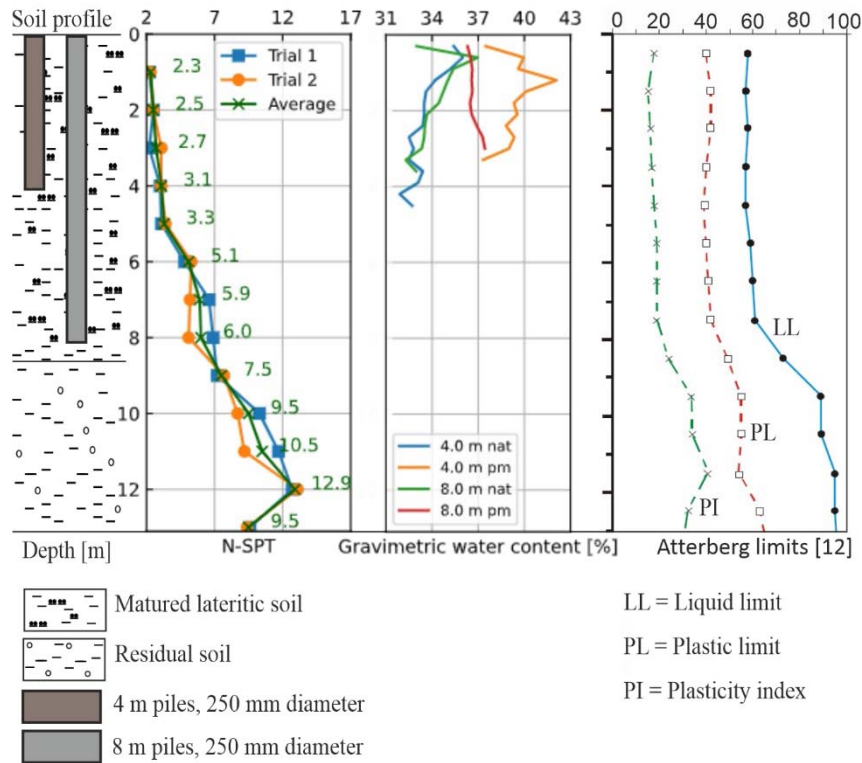 Soil profile
2 7 12 17
31 34 37 40 43
0 20 40 60 80 100
0
2
4
6
8
10
12
Trial 1
Trial 2
Average
2.3
2.5
2.7
3.1
3.3
5.1
5.9
6.0
7.5
9.5
10.5
12.9
9.5
4.0 m nat
4.0 m pm
8.0 m nat
8.0 m pm
LL
PL
PI
Depth [m]
N-SPT
Gravimetric water content [%]
Atterberg limits [12]
Matured lateritic soil
Residual soil
4 m piles, 250 mm diameter
8 m piles, 250 mm diameter
LL = Liquid limit
PL = Plastic limit
PI = Plasticity index